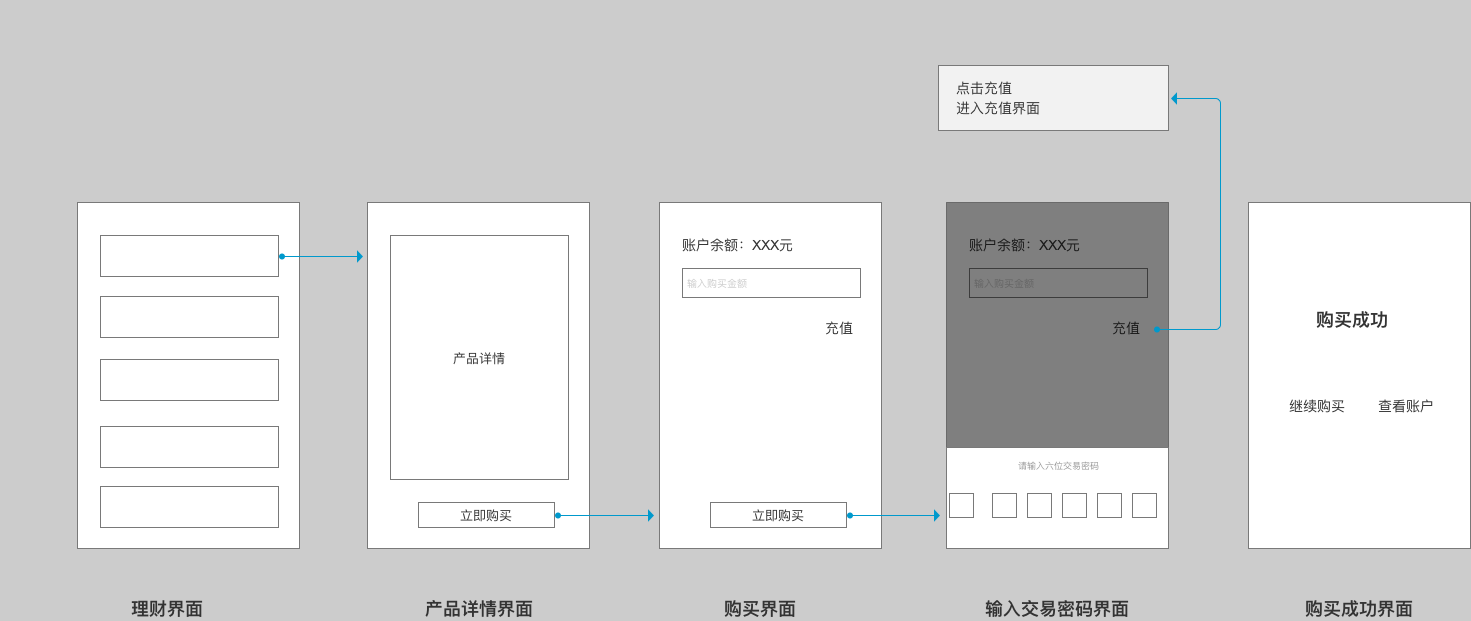 点击充值
进入充值界面
产品详情
立即购买
账户余额：XXX元
输入购买金额
充值
立即购买
账户余额：XXX元
输入购买金额
充值
请输入六位交易密码
购买成功
继续购买 查看账户
理财界面
产品详情界面
购买界面
输入交易密码界面
购买成功界面